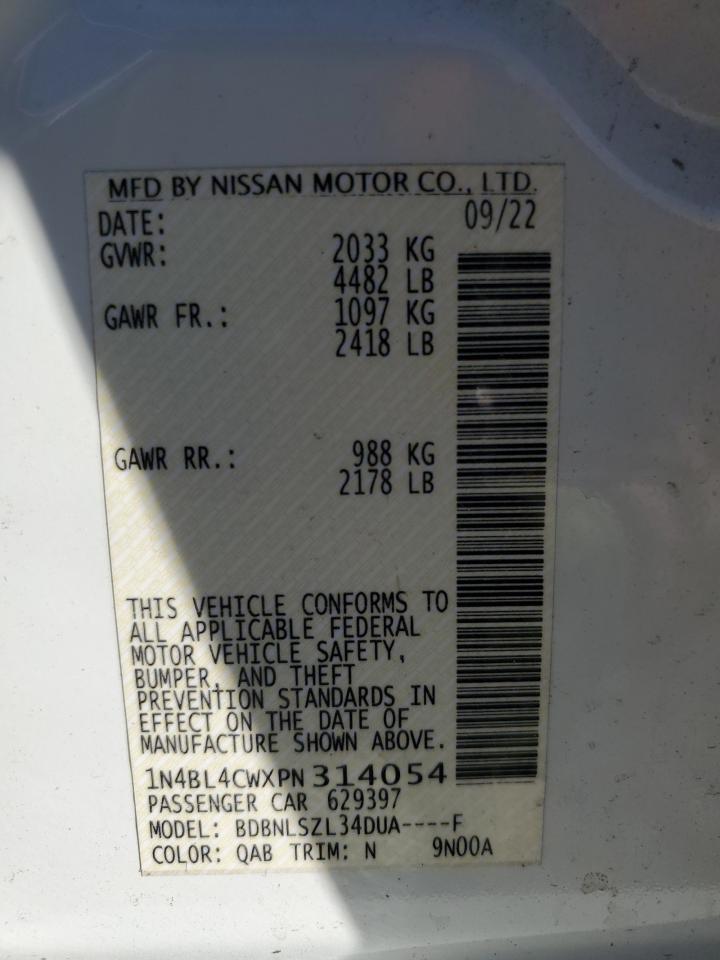 MFD BY NISSAN MOTOR CO., LTD.
DATE: 09/22
GVWR: 2033 KG
4482 LB
GAWR FR.: 1097 KG
2418 LB
GAWR RR.: 988 KG
2178 LB
THIS VEHICLE CONFORMS TO
ALL APPLICABLE FEDERAL
MOTOR VEHICLE SAFETY,
BUMPER, AND THEFT
PREVENTION STANDARDS IN
EFFECT ON THE DATE OF
MANUFACTURE SHOWN ABOVE.
1N4BL4CWXPN314054
PASSENGER CAR 629397
MODEL: BDBNLSZL34DUA----F
COLOR: QAB TRIM: N 9N00A